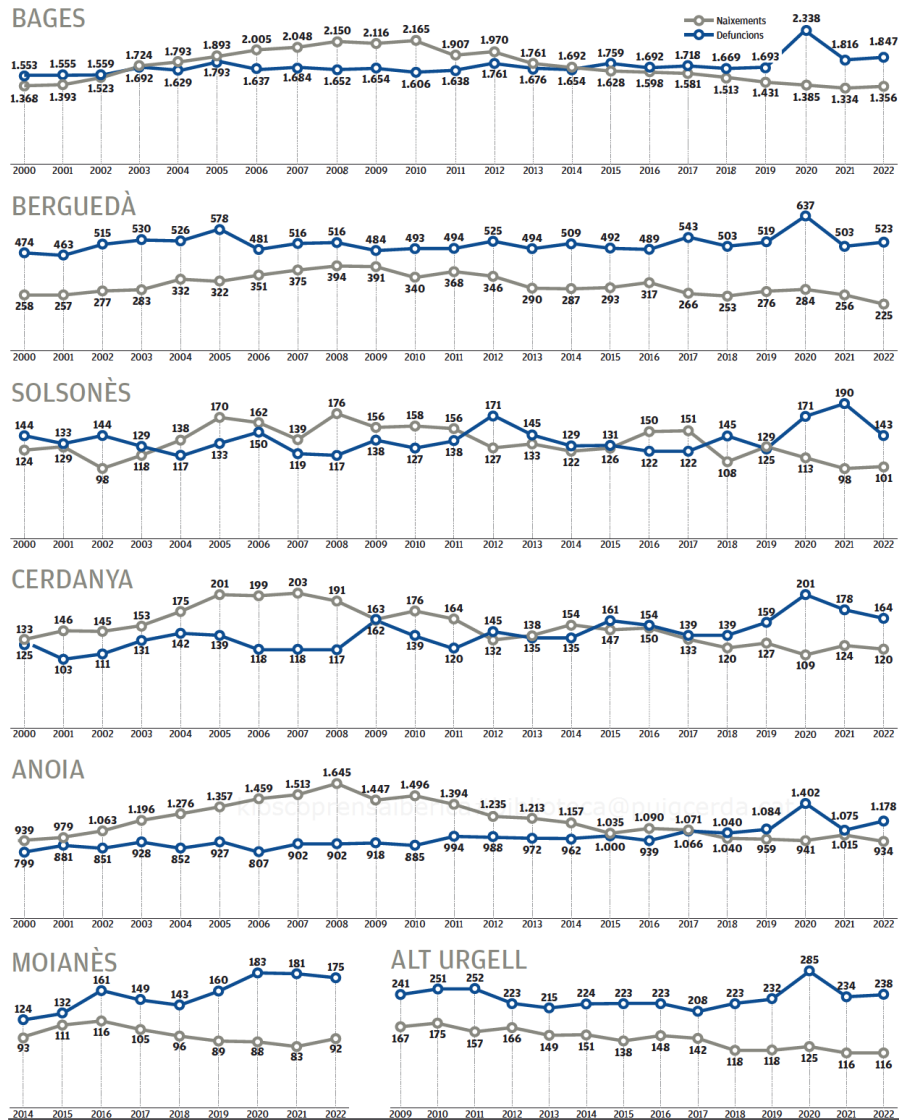 BAGES
Naixements
Defuncions
1.553 1.555 1.559 1.724 1.793 1.893 2.005 2.048 2.150 2.116 2.165 1.907 1.970 1.761 1.692 1.759 1.692 1.718 1.669 1.693 2.338 1.816 1.847
1.368 1.393 1.523 1.692 1.629 1.793 1.637 1.684 1.652 1.654 1.606 1.638 1.761 1.676 1.654 1.628 1.598 1.581 1.513 1.431 1.385 1.334 1.356
2000 2001 2002 2003 2004 2005 2006 2007 2008 2009 2010 2011 2012 2013 2014 2015 2016 2017 2018 2019 2020 2021 2022
BERGUEDÀ
474 463 515 530 526 578 481 516 516 484 493 494 525 494 509 492 489 543 503 519 637 503 523
258 257 277 283 332 322 351 375 394 391 340 368 346 290 287 293 317 266 253 276 284 256 225
2000 2001 2002 2003 2004 2005 2006 2007 2008 2009 2010 2011 2012 2013 2014 2015 2016 2017 2018 2019 2020 2021 2022
SOLSONÈS
144 133 144 129 138 170 162 139 176 156 158 156 171 145 129 131 150 151 145 129 171 190 143
124 129 98 118 117 133 150 119 117 138 127 138 127 133 122 126 122 122 108 125 113 98 101
2000 2001 2002 2003 2004 2005 2006 2007 2008 2009 2010 2011 2012 2013 2014 2015 2016 2017 2018 2019 2020 2021 2022
CERDANYA
133 146 145 153 175 201 199 203 191 163 176 164 145 138 154 161 154 139 139 159 201 178 164
125 103 111 131 142 139 118 118 117 162 139 120 132 135 135 147 150 133 120 127 109 124 120
2000 2001 2002 2003 2004 2005 2006 2007 2008 2009 2010 2011 2012 2013 2014 2015 2016 2017 2018 2019 2020 2021 2022
ANOIA
939 979 1.063 1.196 1.276 1.357 1.459 1.513 1.645 1.447 1.496 1.394 1.235 1.213 1.157 1.035 1.090 1.071 1.040 1.084 1.402 1.075 1.178
799 881 851 928 852 927 807 902 902 918 885 994 988 972 962 1.000 939 1.066 1.040 959 941 1.015 934
2000 2001 2002 2003 2004 2005 2006 2007 2008 2009 2010 2011 2012 2013 2014 2015 2016 2017 2018 2019 2020 2021 2022
MOIANÈS
124 132 161 149 143 160 183 181 175
93 111 116 105 96 89 88 83 92
2014 2015 2016 2017 2018 2019 2020 2021 2022
ALT URGELL
241 251 252 223 215 224 223 223 208 223 232 285 234 238
167 175 157 166 149 151 138 148 142 118 118 125 116 116
2009 2010 2011 2012 2013 2014 2015 2016 2017 2018 2019 2020 2021 2022